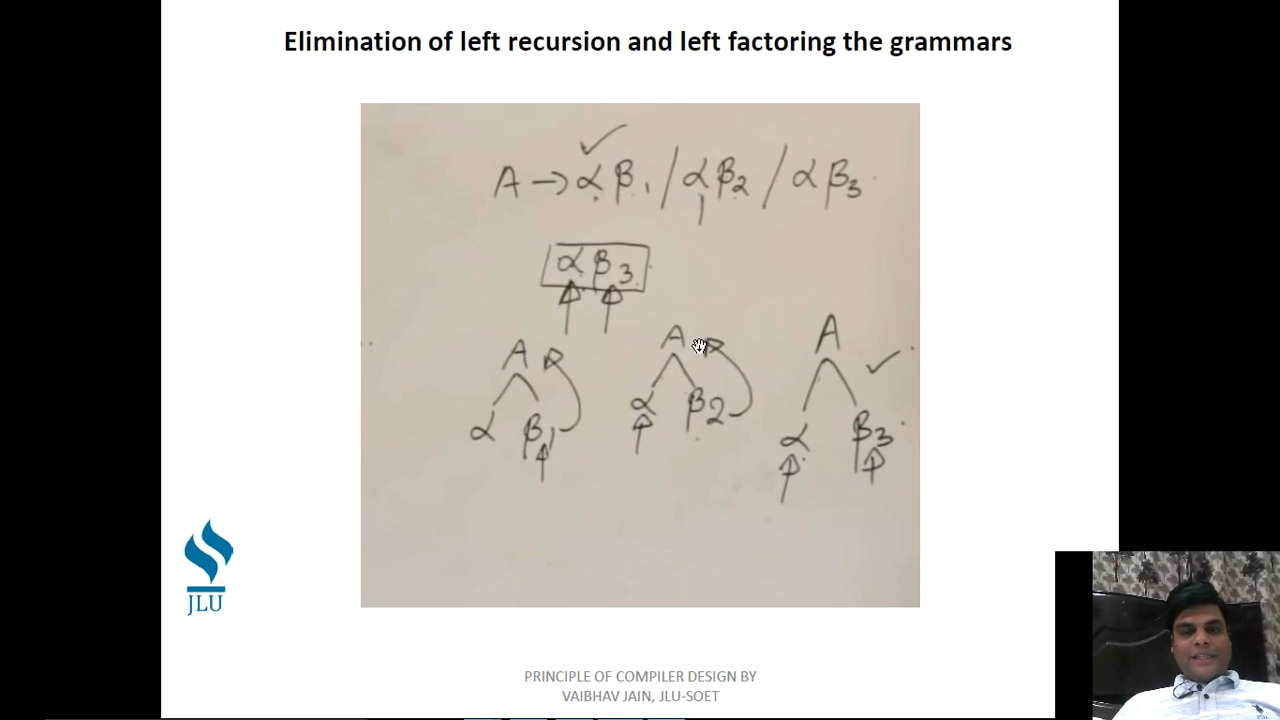 Elimination of left recursion and left factoring the grammars
A → αβ1 / αβ2 / αβ3
αβ3
A A A
α β1 α β2 α β3
JLU
PRINCIPLE OF COMPILER DESIGN BY
VAIBHAV JAIN, JLU-SOET